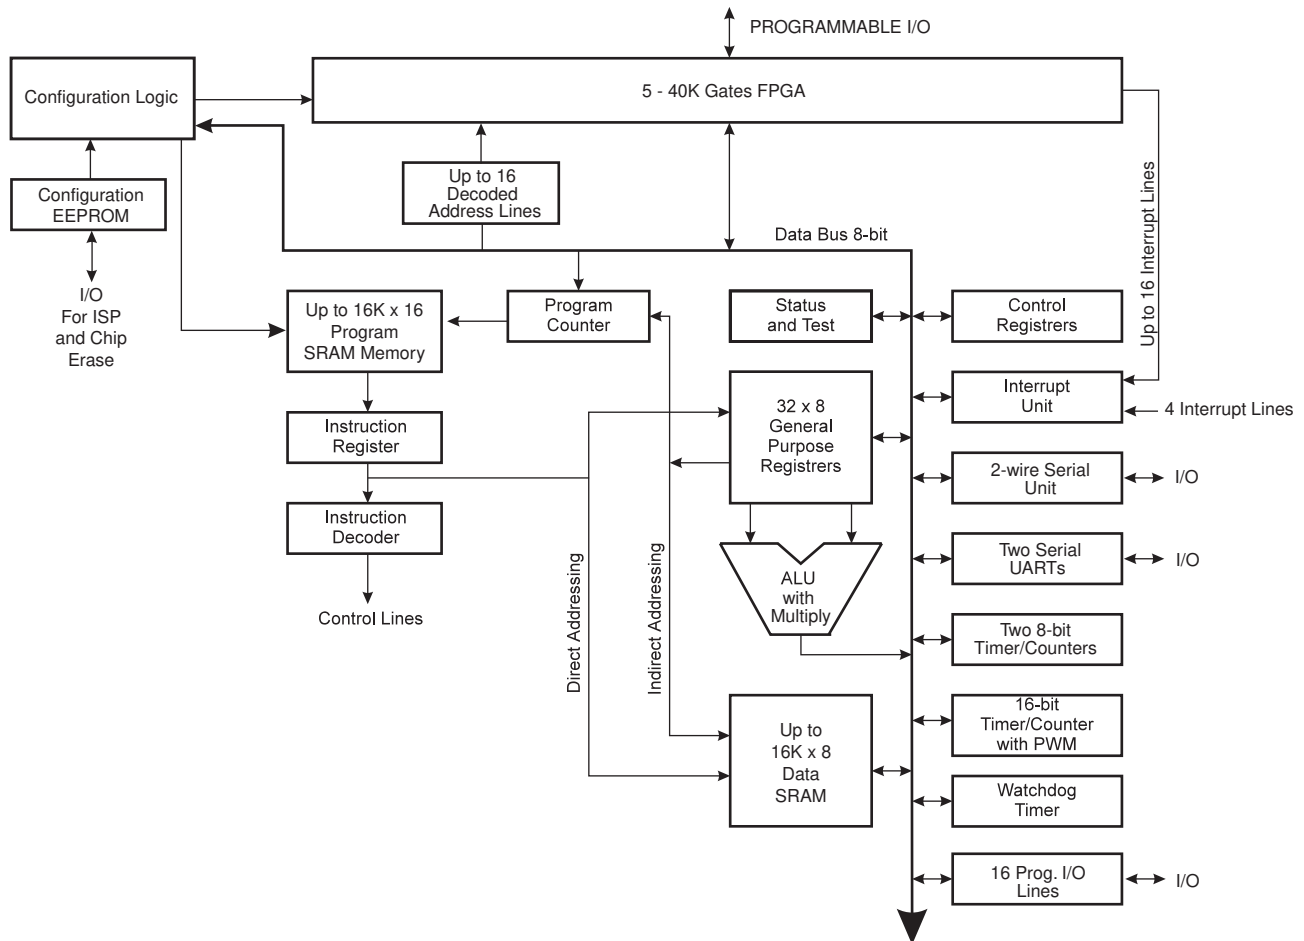 PROGRAMMABLE I/O
Configuration Logic
5 - 40K Gates FPGA
Up to 16
Decoded
Address Lines
Configuration
EEPROM
Up to 16 Interrupt Lines
Data Bus 8-bit
I/O
For ISP
and Chip
Erase
Up to 16K x 16
Program
SRAM Memory
Program
Counter
Status
and Test
Control
Registrers
Instruction
Register
32 x 8
General
Purpose
Registrers
Interrupt
Unit
4 Interrupt Lines
2-wire Serial
Unit
I/O
Instruction
Decoder
Control Lines
Direct Addressing
Indirect Addressing
ALU
with
Multiply
Two Serial
UARTs
I/O
Two 8-bit
Timer/Counters
Up to
16K x 8
Data
SRAM
16-bit
Timer/Counter
with PWM
Watchdog
Timer
16 Prog. I/O
Lines
I/O